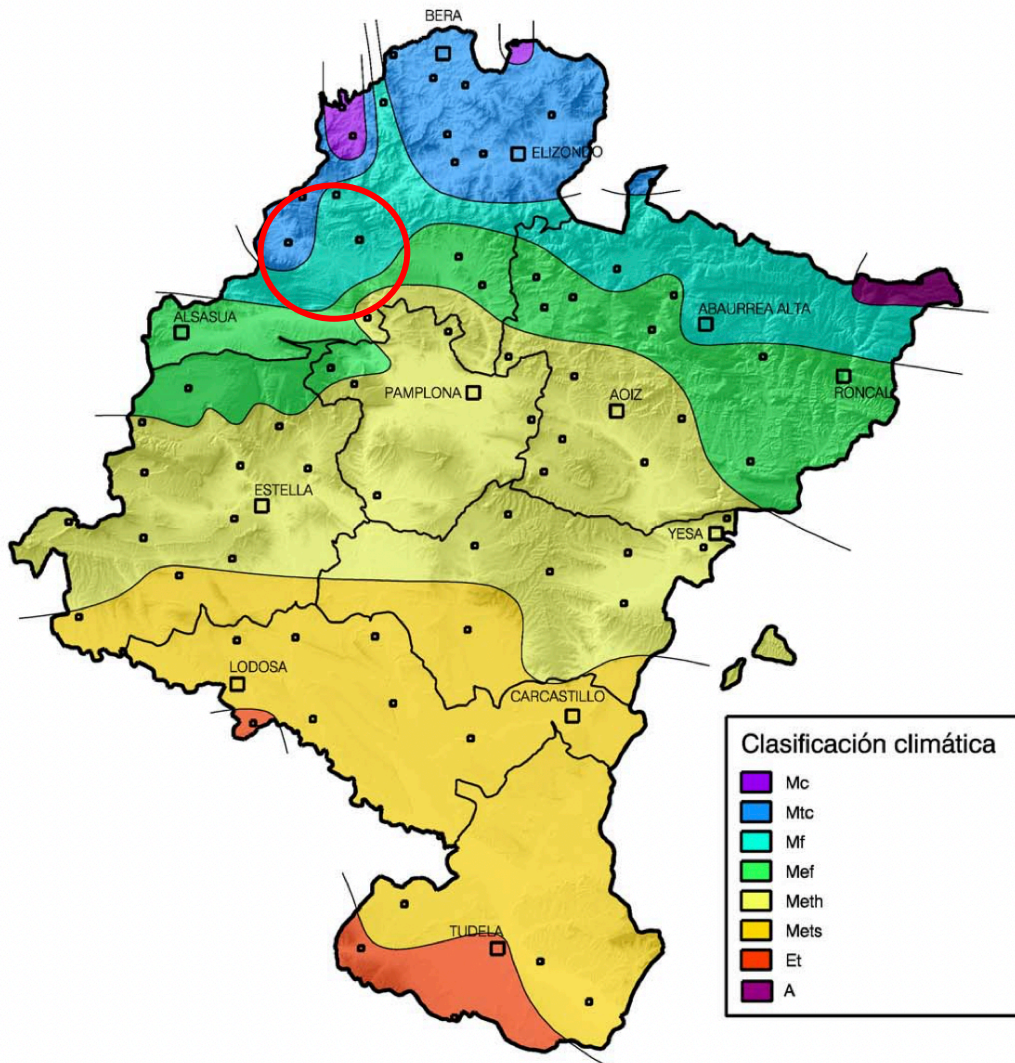 BERA
ELIZONDO
ALSASUA
ABAURREA ALTA
PAMPLONA
AOIZ
RONCAL
ESTELLA
YESA
LODOSA
CARCASTILLO
TUDELA
Clasificación climática
Mc
Mtc
Mf
Mef
Meth
Mets
Et
A